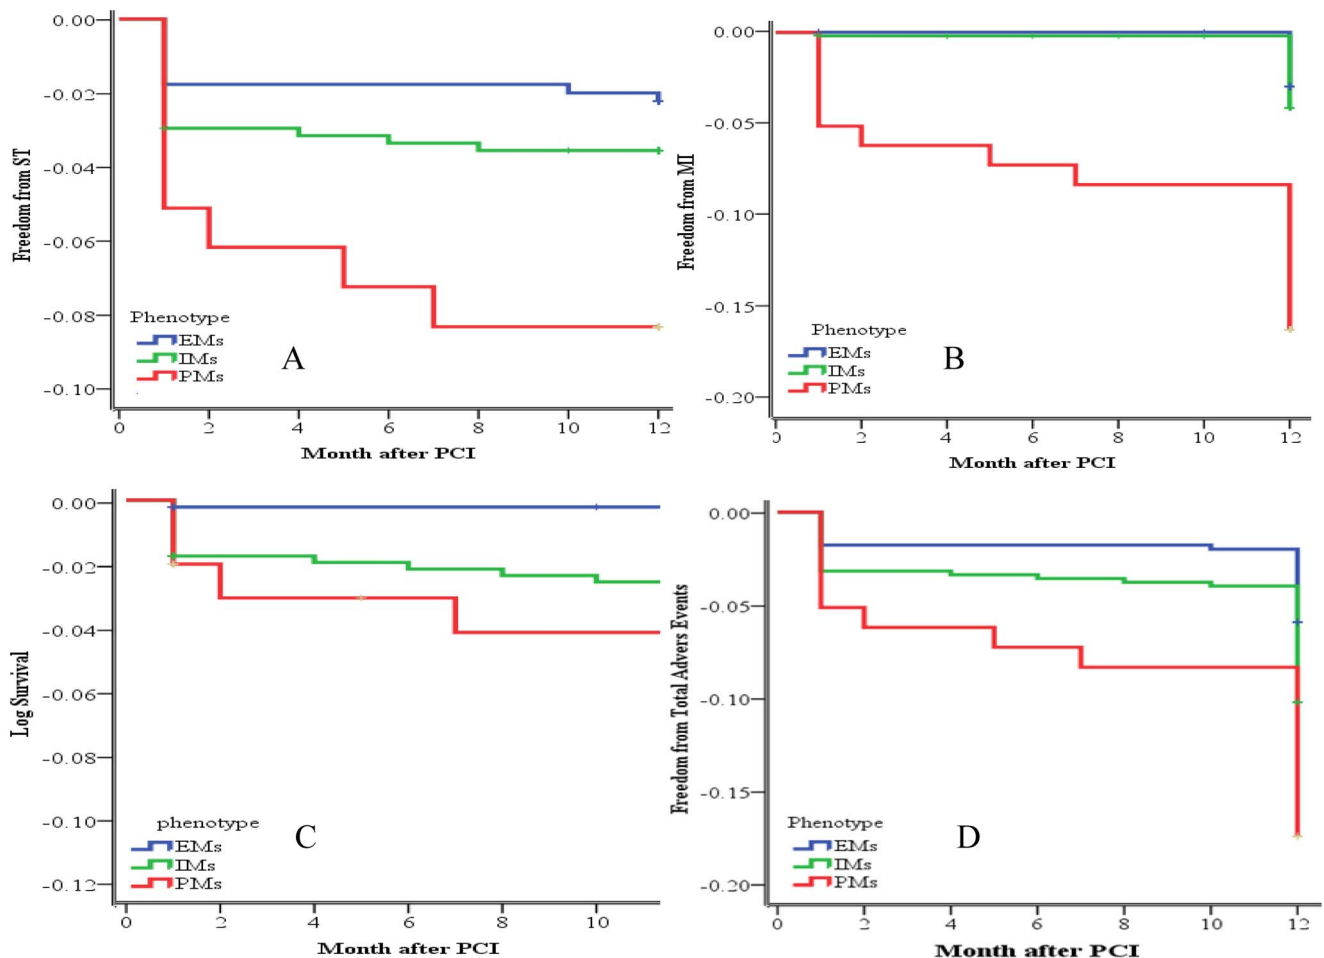 Freedom from ST
0.00
-0.02
-0.04
-0.06
-0.08
-0.10
Phenotype
EMs
IMs
PMs
A
0 2 4 6 8 10 12
Month after PCI
Freedom from MI
0.00
-0.05
-0.10
-0.15
-0.20
Phenotype
EMs
IMs
PMs
B
0 2 4 6 8 10 12
Month after PCI
Log Survival
0.00
-0.02
-0.04
-0.06
-0.08
-0.10
-0.12
phenotype
EMs
IMs
PMs
C
0 2 4 6 8 10
Month after PCI
Freedom from Total Advers Events
0.00
-0.05
-0.10
-0.15
-0.20
Phenotype
EMs
IMs
PMs
D
0 2 4 6 8 10 12
Month after PCI